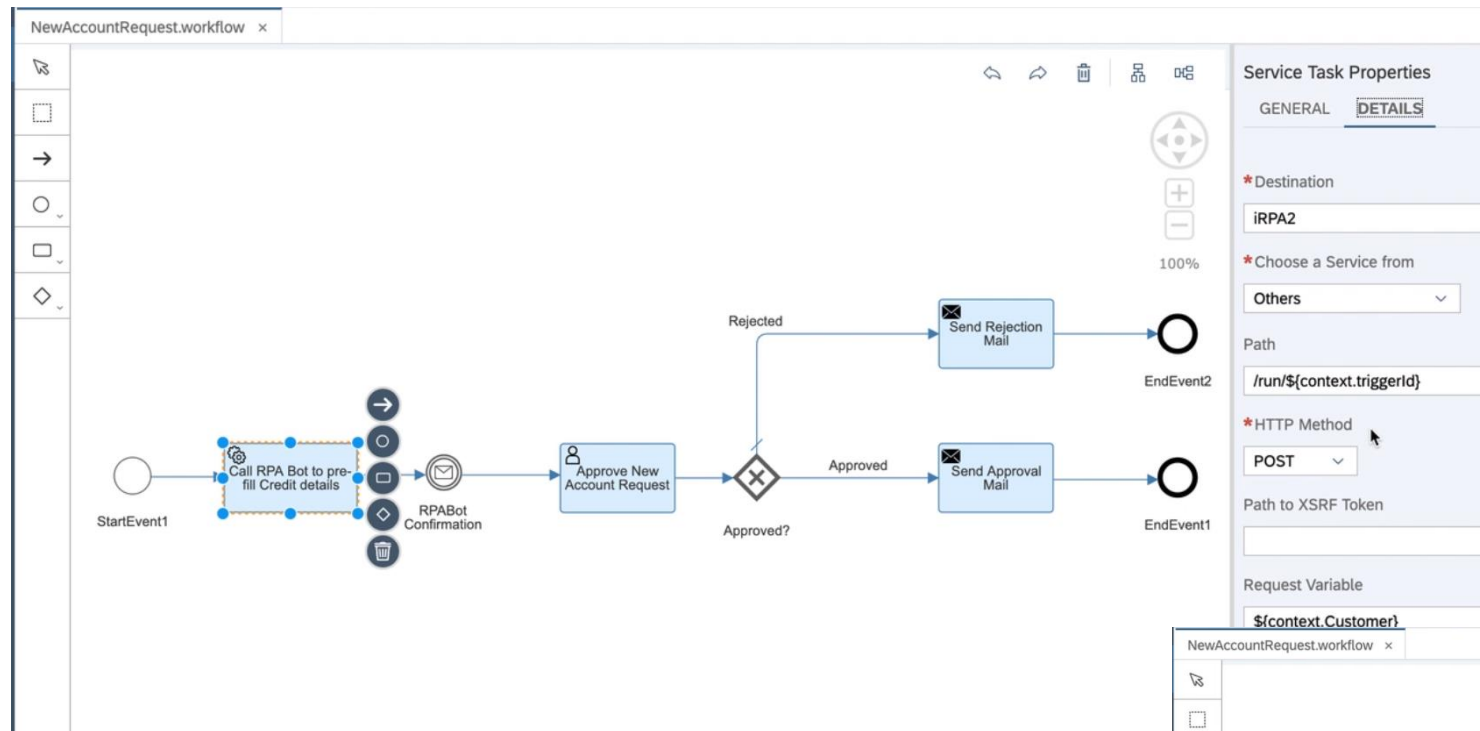 NewAccountRequest.workflow ×
Service Task Properties
GENERAL DETAILS
*Destination
iRPA2
*Choose a Service from
Others
Path
/run/${context.triggerId}
*HTTP Method
POST
Path to XSRF Token
Request Variable
${context.Customer}
100%
Rejected
Send Rejection
Mail
EndEvent2
StartEvent1
Call RPA Bot to pre-
fill Credit details
RPABot
Confirmation
Approve New
Account Request
Approved?
Approved
Send Approval
Mail
EndEvent1
NewAccountRequest.workflow ×